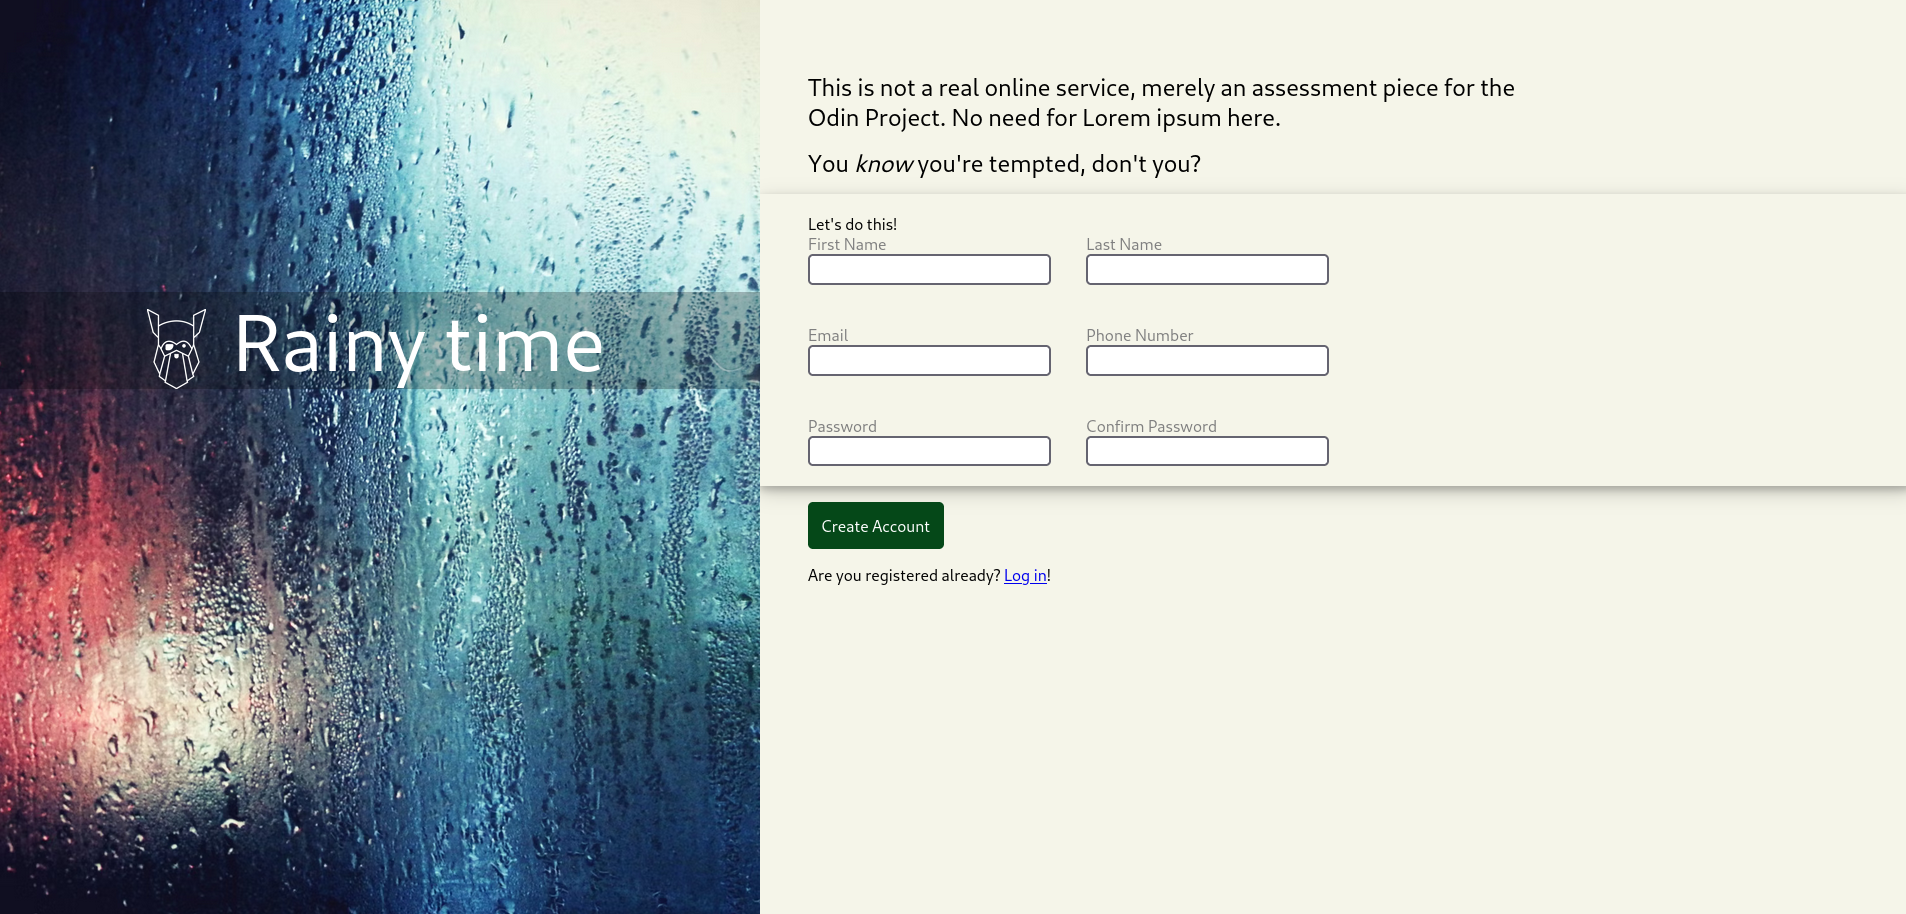 Rainy time
This is not a real online service, merely an assessment piece for the
Odin Project. No need for Lorem ipsum here.
You know you're tempted, don't you?
Let's do this!
First Name
Last Name
Email
Phone Number
Password
Confirm Password
Create Account
Are you registered already? Log in!